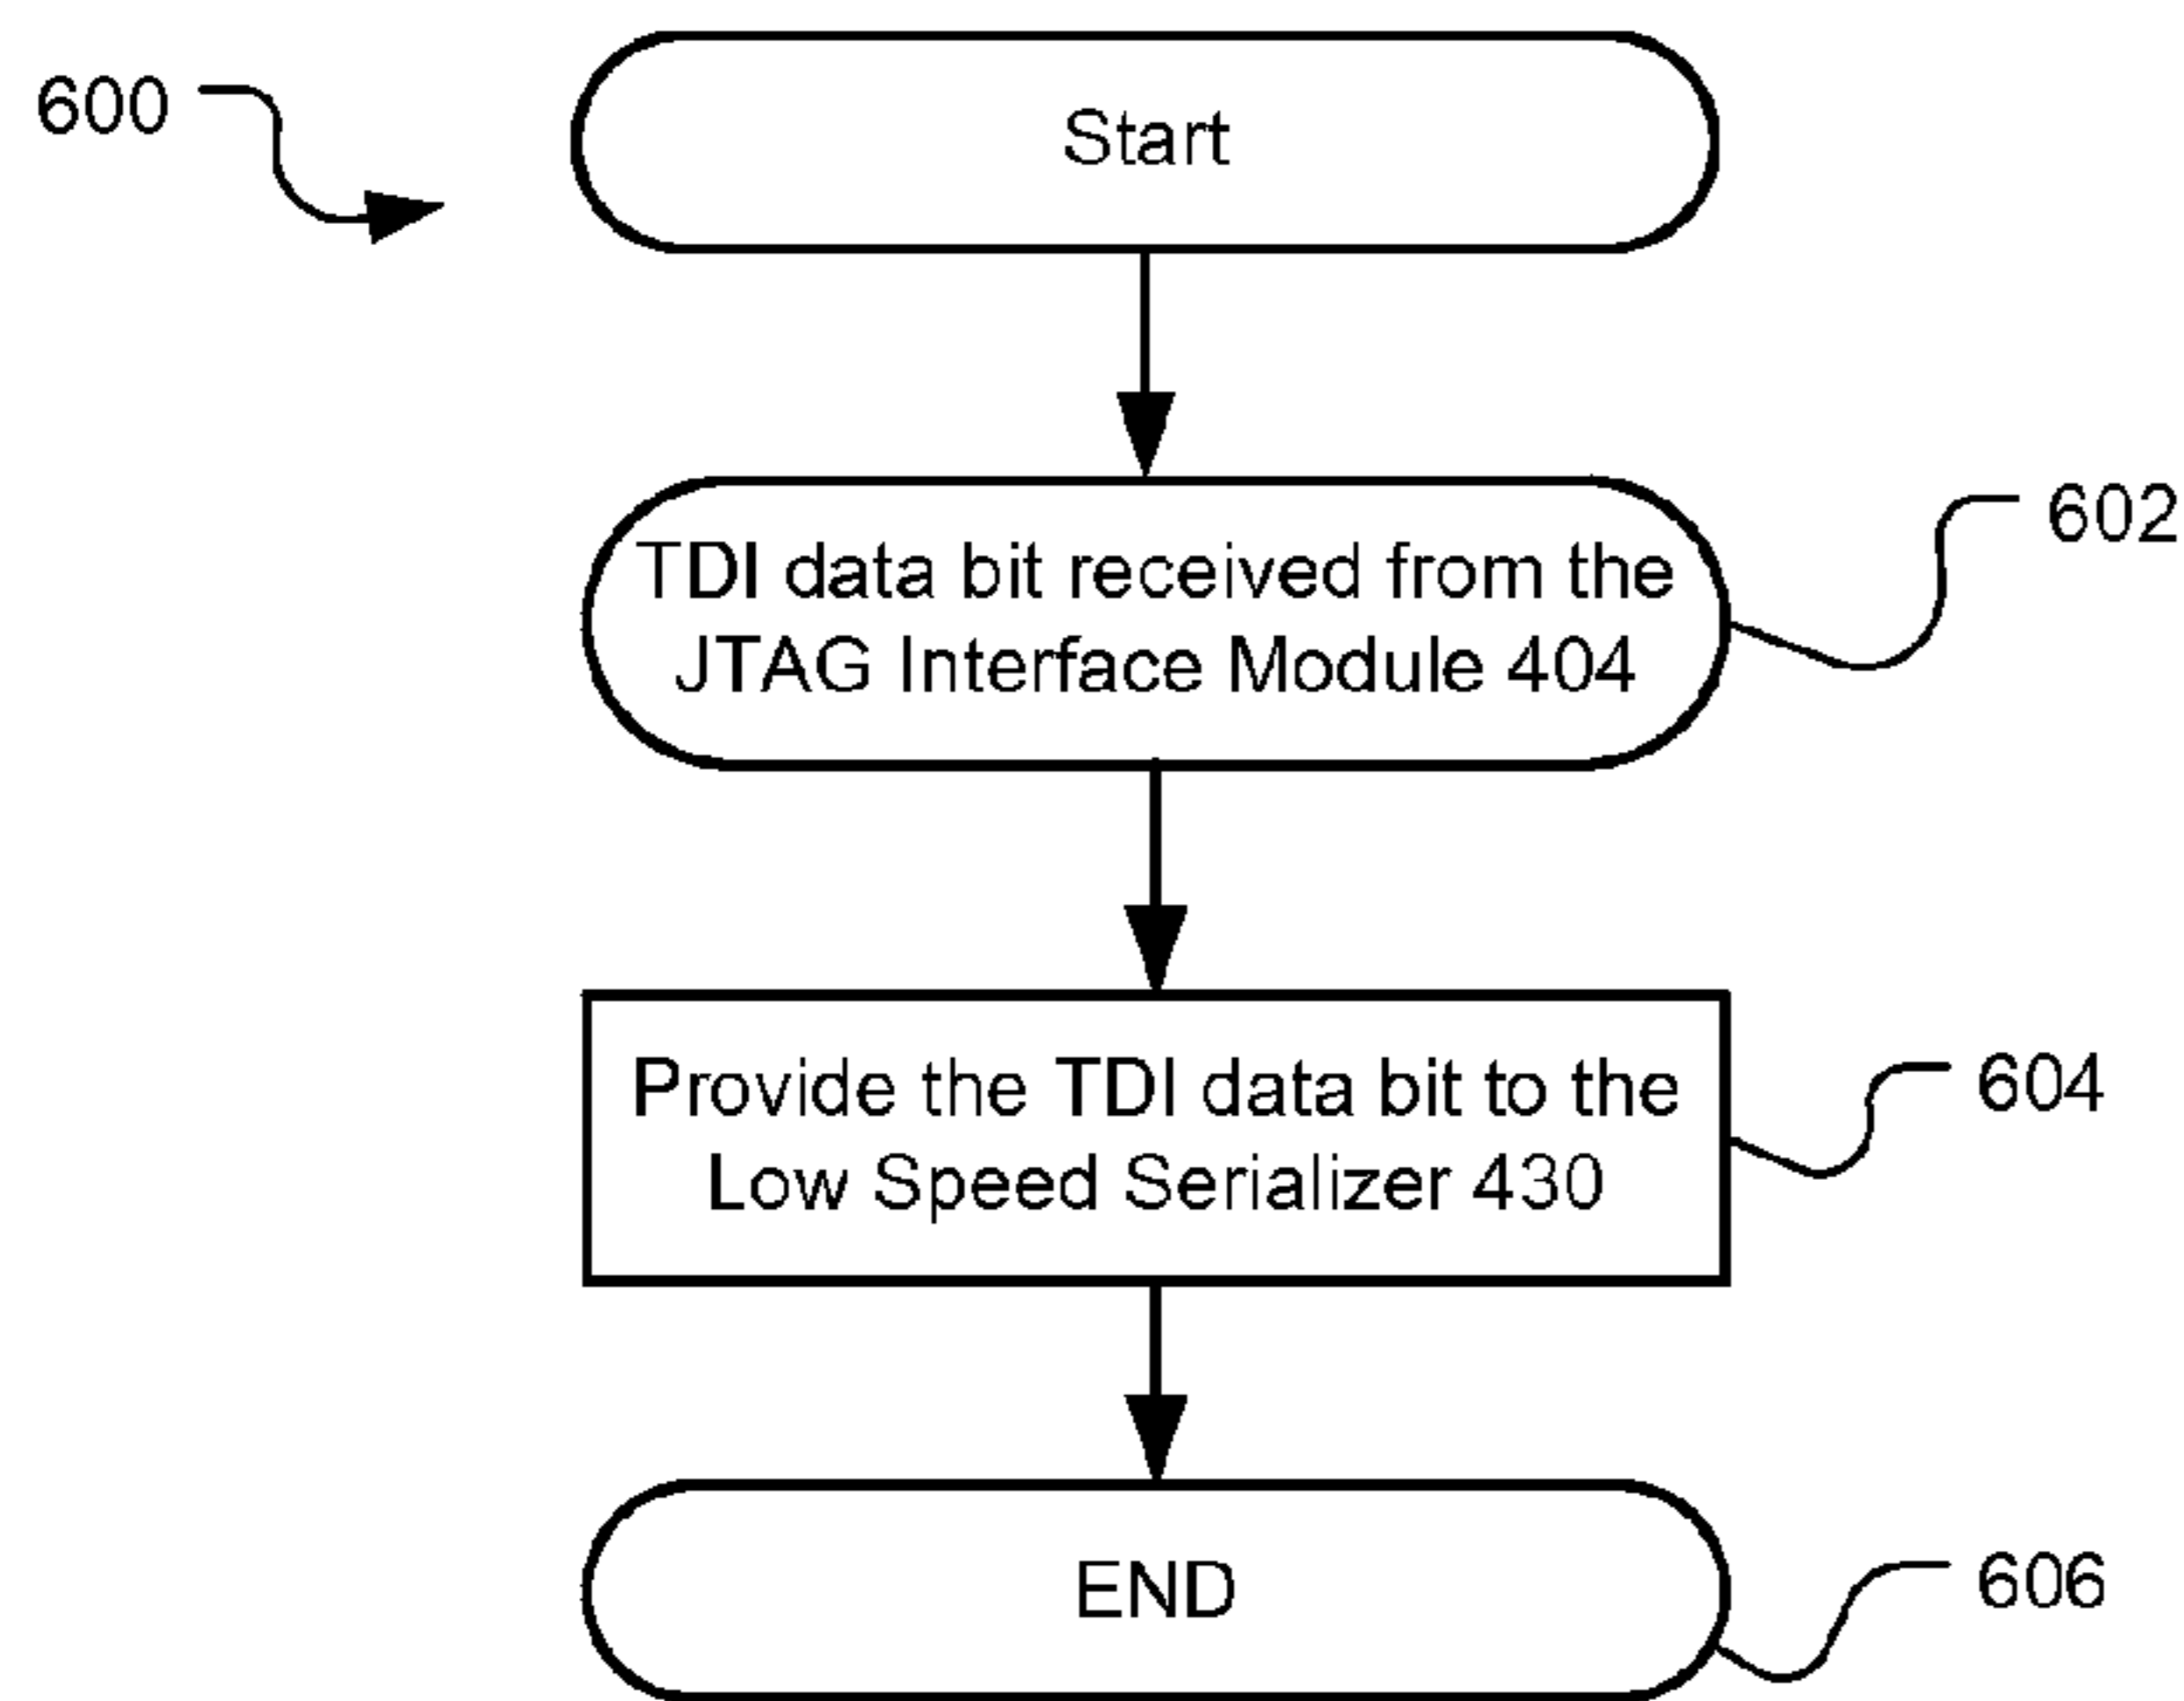 600
Start
602
TDI data bit received from the
JTAG Interface Module 404
604
Provide the TDI data bit to the
Low Speed Serializer 430
END
606